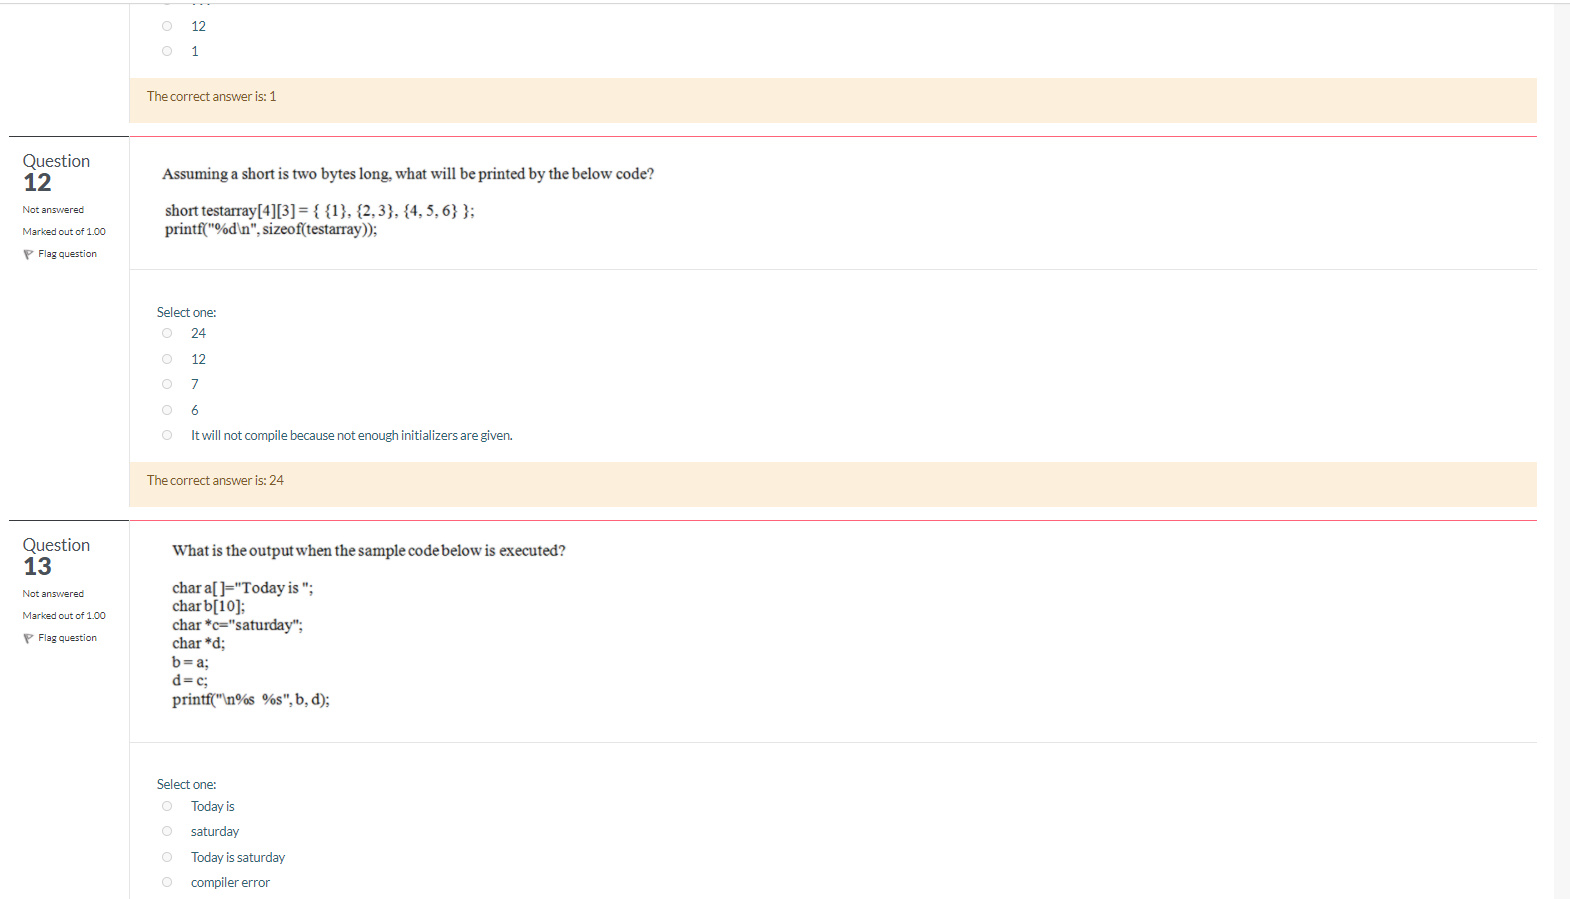 12
1
The correct answer is: 1
Question
12
Not answered
Marked out of 1.00
Flag question
Assuming a short is two bytes long, what will be printed by the below code?
short testarray[4][3] = { {1}, {2, 3}, {4, 5, 6} };
printf("%d\n", sizeof(testarray));
Select one:
24
12
7
6
It will not compile because not enough initializers are given.
The correct answer is: 24
Question
13
Not answered
Marked out of 1.00
Flag question
What is the output when the sample code below is executed?
char a[ ]="Today is ";
char b[10];
char *c="saturday";
char *d;
b = a;
d = c;
printf("\n%s  %s", b, d);
Select one:
Today is
saturday
Today is saturday
compiler error